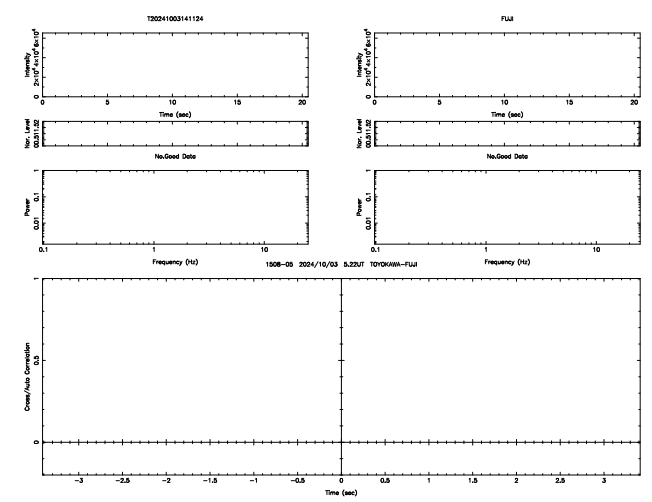 T20241003141124 FUJI
Intensity Intensity
0 2×10⁴ 4×10⁴ 6×10⁴ 0 2×10⁴ 4×10⁴ 6×10⁴
0 5 10 15 20 0 5 10 15 20
Time (sec) Time (sec)
Nor. Level Nor. Level
00.511.52 00.511.52
No.Good Data No.Good Data
Power Power
0.01 0.1 1 0.01 0.1 1
0.1 1 10 0.1 1 10
Frequency (Hz) Frequency (Hz)
150B-05 2024/10/03 5.22UT TOYOKAWA-FUJI
Cross/Auto Correlation
0 0.5 1
-3 -2.5 -2 -1.5 -1 -0.5 0 0.5 1 1.5 2 2.5 3
Time (sec)